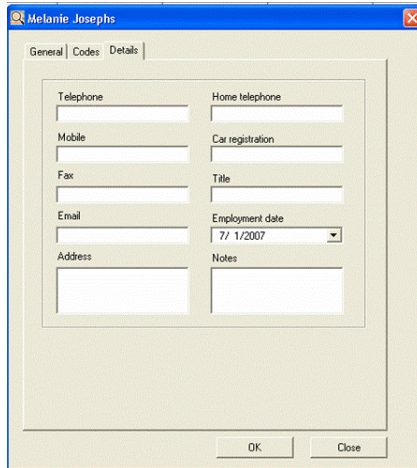 Melanie Josephs
General Codes Details
Telephone Home telephone
Mobile Car registration
Fax Title
Email Employment date
7/ 1/2007
Address Notes
OK Close